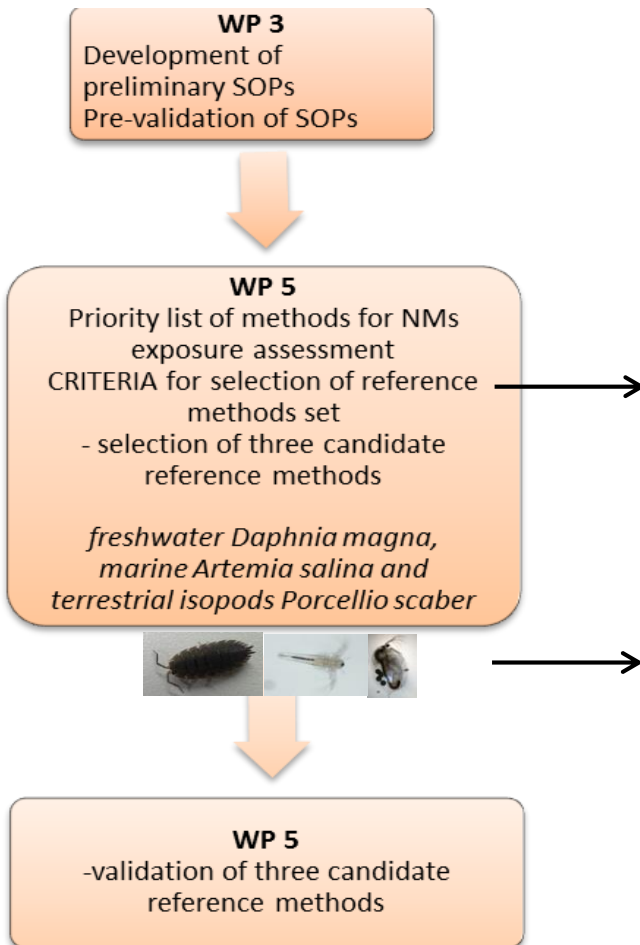 WP 3
Development of
preliminary SOPs
Pre-validation of SOPs
WP 5
Priority list of methods for NMs
exposure assessment
CRITERIA for selection of reference
methods set
- selection of three candidate
reference methods
freshwater Daphnia magna,
marine Artemia salina and
terrestrial isopods Porcellio scaber
WP 5
-validation of three candidate
reference methods